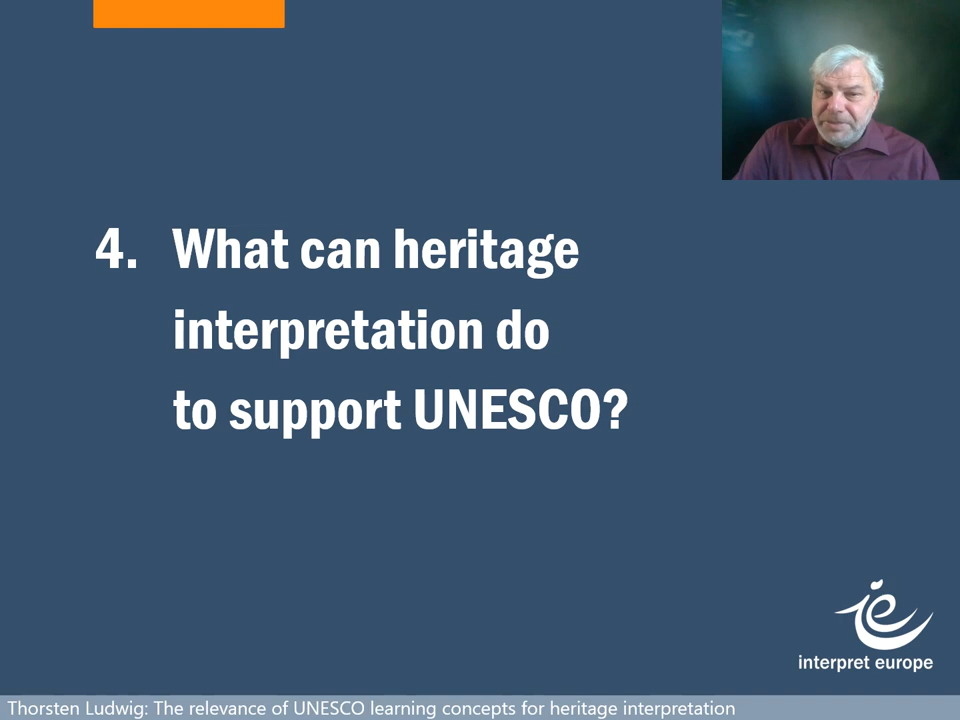 4. What can heritage
interpretation do
to support UNESCO?
ie
interpret europe
Thorsten Ludwig: The relevance of UNESCO learning concepts for heritage interpretation